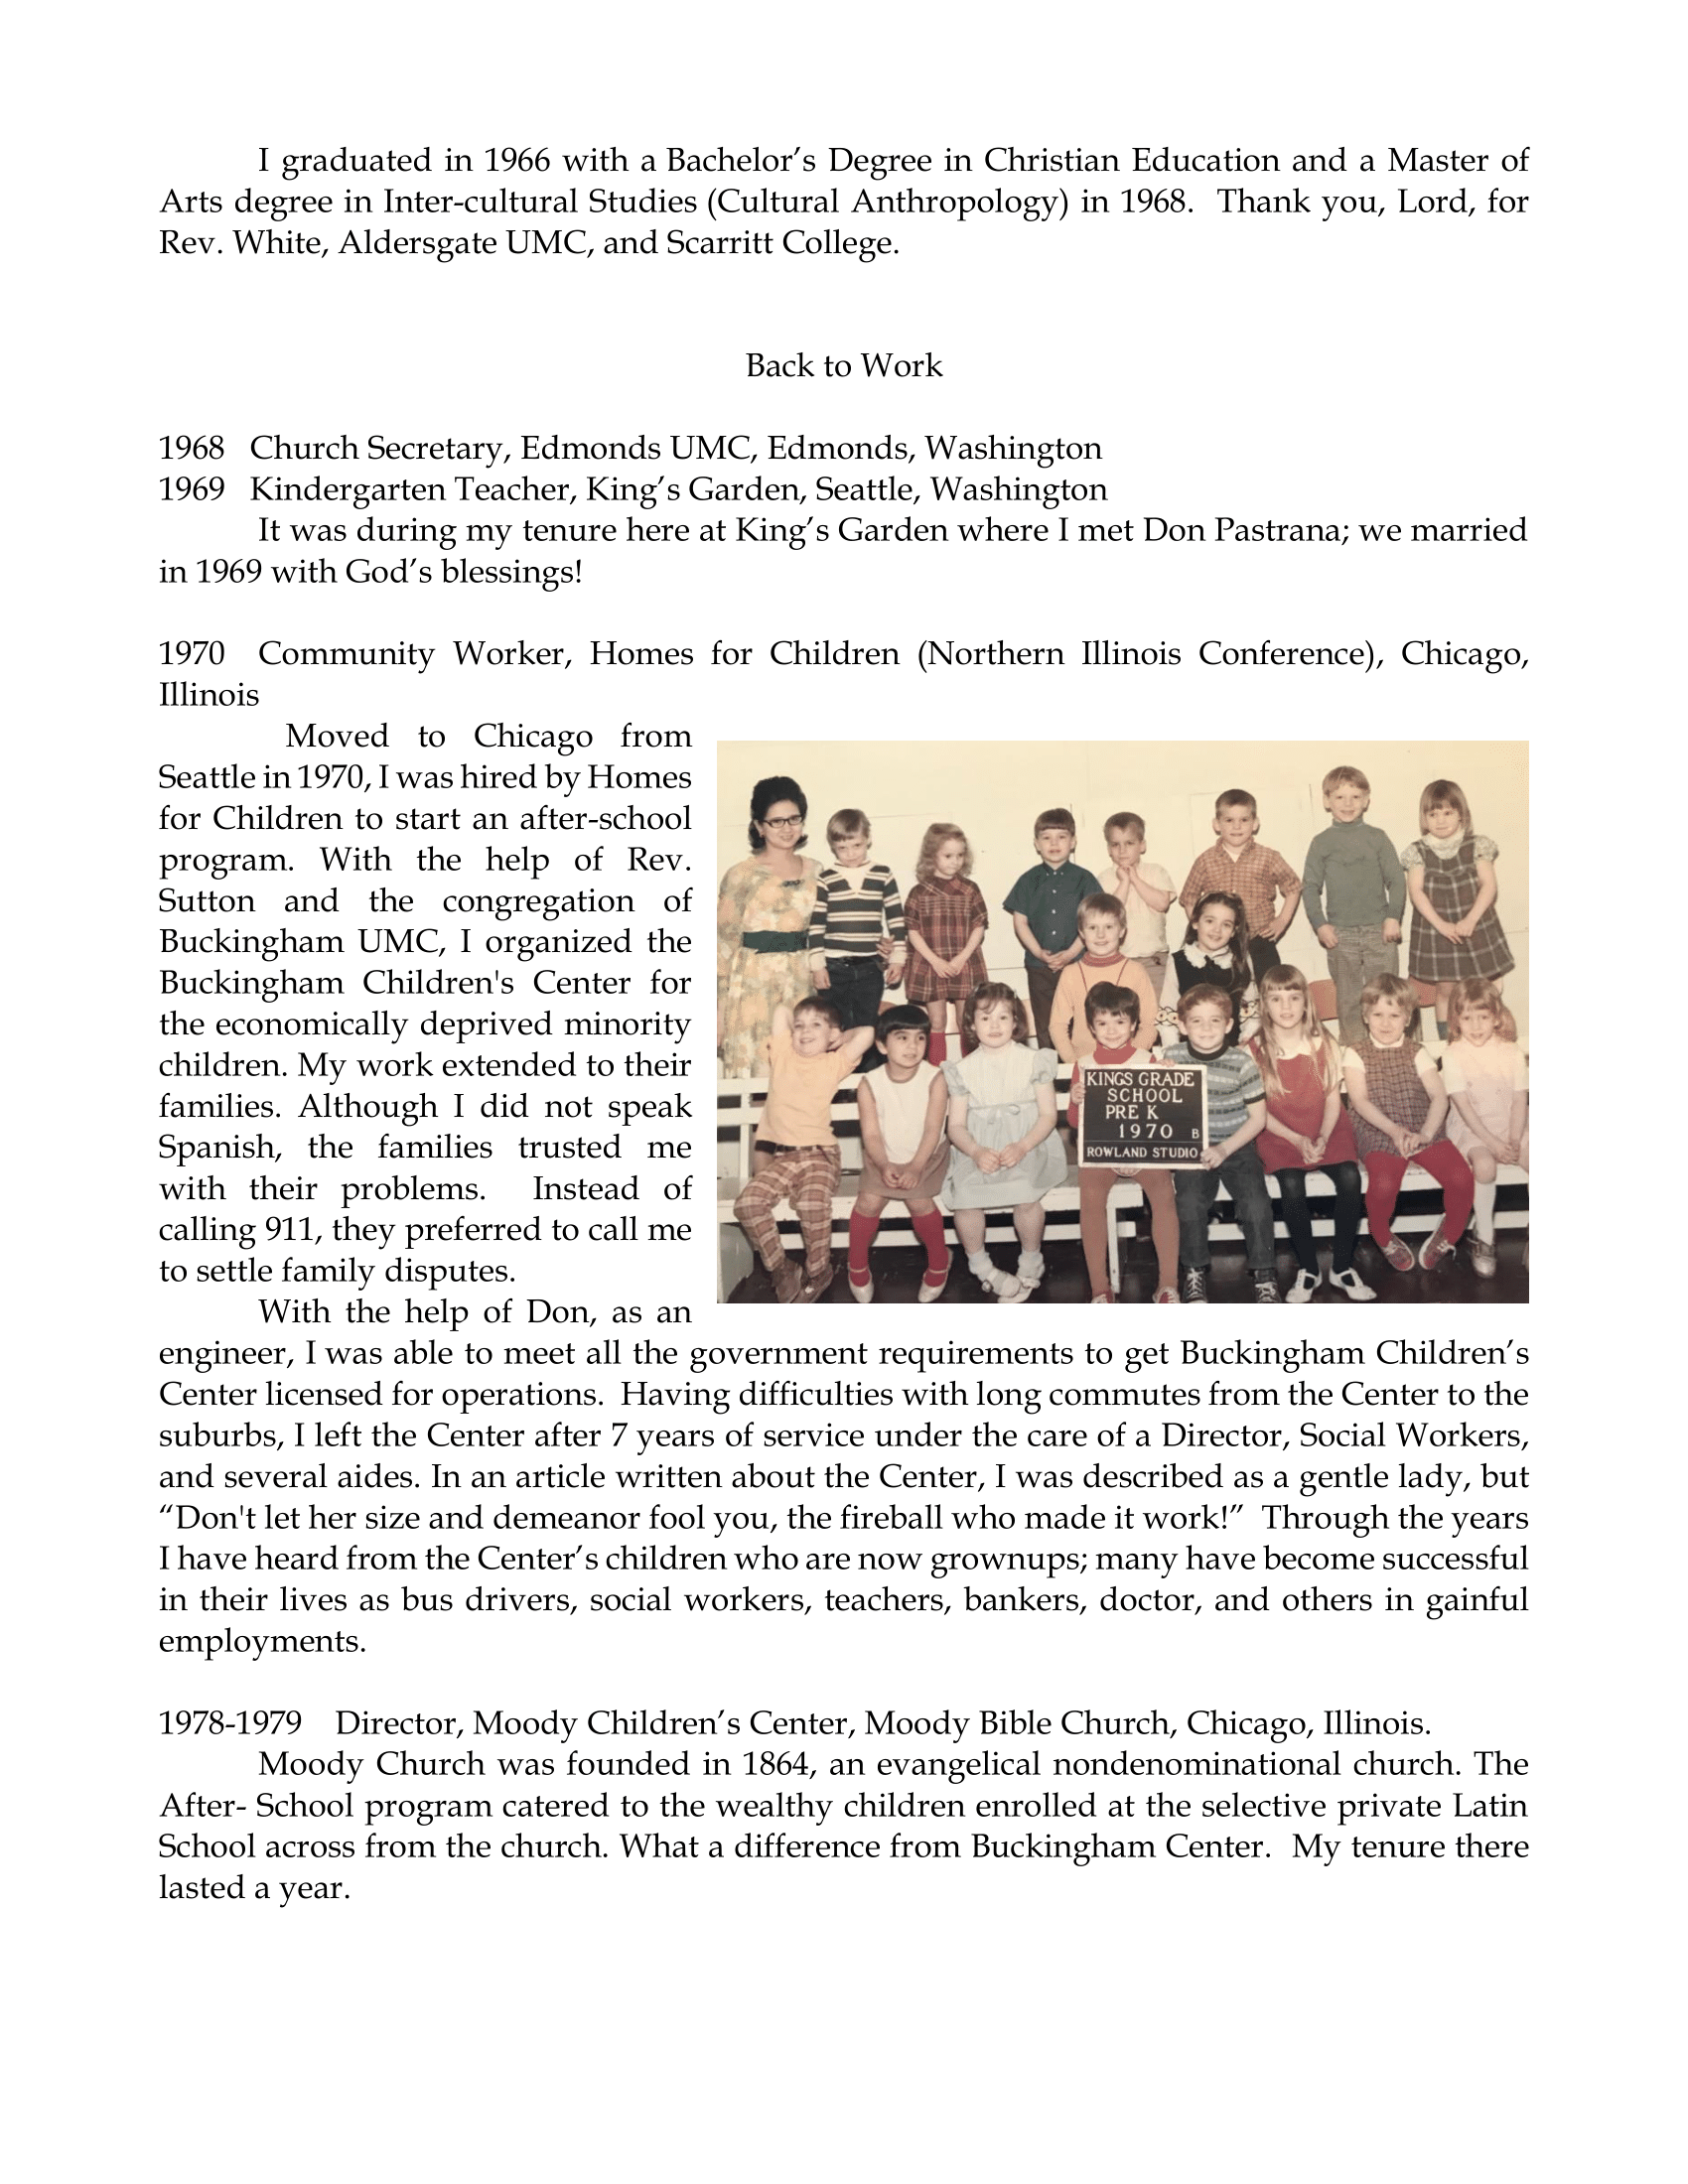 I graduated in 1966 with a Bachelor’s Degree in Christian Education and a Master of
Arts degree in Inter-cultural Studies (Cultural Anthropology) in 1968.  Thank you, Lord, for
Rev. White, Aldersgate UMC, and Scarritt College.
Back to Work
1968   Church Secretary, Edmonds UMC, Edmonds, Washington
1969   Kindergarten Teacher, King’s Garden, Seattle, Washington
It was during my tenure here at King’s Garden where I met Don Pastrana; we married
in 1969 with God’s blessings!
1970   Community Worker, Homes for Children (Northern Illinois Conference), Chicago,
Illinois
Moved to Chicago from
Seattle in 1970, I was hired by Homes
for Children to start an after-school
program. With the help of Rev.
Sutton and the congregation of
Buckingham UMC, I organized the
Buckingham Children's Center for
the economically deprived minority
children. My work extended to their
families. Although I did not speak
Spanish, the families trusted me
with their problems.  Instead of
calling 911, they preferred to call me
to settle family disputes.
KINGS GRADE
SCHOOL
PRE K
1970 B
ROWLAND STUDIO
With the help of Don, as an
engineer, I was able to meet all the government requirements to get Buckingham Children’s
Center licensed for operations.  Having difficulties with long commutes from the Center to the
suburbs, I left the Center after 7 years of service under the care of a Director, Social Workers,
and several aides. In an article written about the Center, I was described as a gentle lady, but
“Don't let her size and demeanor fool you, the fireball who made it work!”  Through the years
I have heard from the Center’s children who are now grownups; many have become successful
in their lives as bus drivers, social workers, teachers, bankers, doctor, and others in gainful
employments.
1978-1979    Director, Moody Children’s Center, Moody Bible Church, Chicago, Illinois.
Moody Church was founded in 1864, an evangelical nondenominational church. The
After- School program catered to the wealthy children enrolled at the selective private Latin
School across from the church. What a difference from Buckingham Center.  My tenure there
lasted a year.